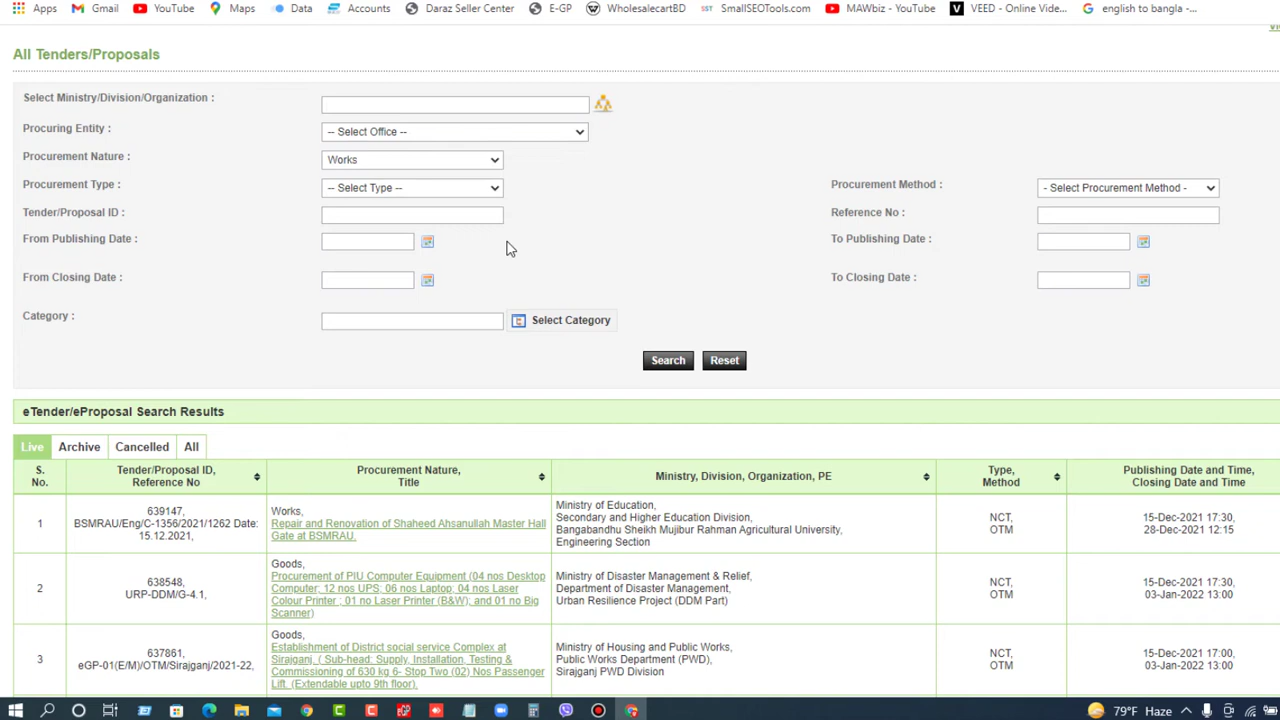 Apps Gmail YouTube Maps Data Accounts Daraz Seller Center E-GP WholesalecartBD SST SmallSEOTools.com MAWbiz - YouTube VEED - Online Video... english to bangla -...
All Tenders/Proposals
Select Ministry/Division/Organization :
Procuring Entity : -- Select Office --
Procurement Nature : Works
Procurement Type : -- Select Type -- Procurement Method : - Select Procurement Method -
Tender/Proposal ID : Reference No :
From Publishing Date : To Publishing Date :
From Closing Date : To Closing Date :
Category : Select Category
Search Reset
eTender/eProposal Search Results
Live Archive Cancelled All
S. No. Tender/Proposal ID, Reference No Procurement Nature, Title Ministry, Division, Organization, PE Type, Method Publishing Date and Time, Closing Date and Time
1
639147,
BSMRAU/Eng/C-1356/2021/1262 Date:
15.12.2021,
Works,
Repair and Renovation of Shaheed Ahsanullah Master Hall
Gate at BSMRAU.
Ministry of Education,
Secondary and Higher Education Division,
Bangabandhu Sheikh Mujibur Rahman Agricultural University,
Engineering Section
NCT,
OTM
15-Dec-2021 17:30,
28-Dec-2021 12:15
2
638548,
URP-DDM/G-4.1,
Goods,
Procurement of PIU Computer Equipment (04 nos Desktop
Computer; 12 nos UPS; 06 nos Laptop; 04 nos Laser
Colour Printer ; 01 no Laser Printer (B&W); and 01 no Big
Scanner)
Ministry of Disaster Management & Relief,
Department of Disaster Management,
Urban Resilience Project (DDM Part)
NCT,
OTM
15-Dec-2021 17:30,
03-Jan-2022 13:00
3
637861,
eGP-01(E/M)/OTM/Sirajganj/2021-22,
Goods,
Establishment of District social service Complex at
Sirajganj, ( Sub-head: Supply, Installation, Testing &
Commissioning of 630 kg 6- Stop Two (02) Nos Passenger
Lift. (Extendable upto 9th floor).
Ministry of Housing and Public Works,
Public Works Department (PWD),
Sirajganj PWD Division
NCT,
OTM
15-Dec-2021 17:00,
03-Jan-2022 13:00
79°F Haze